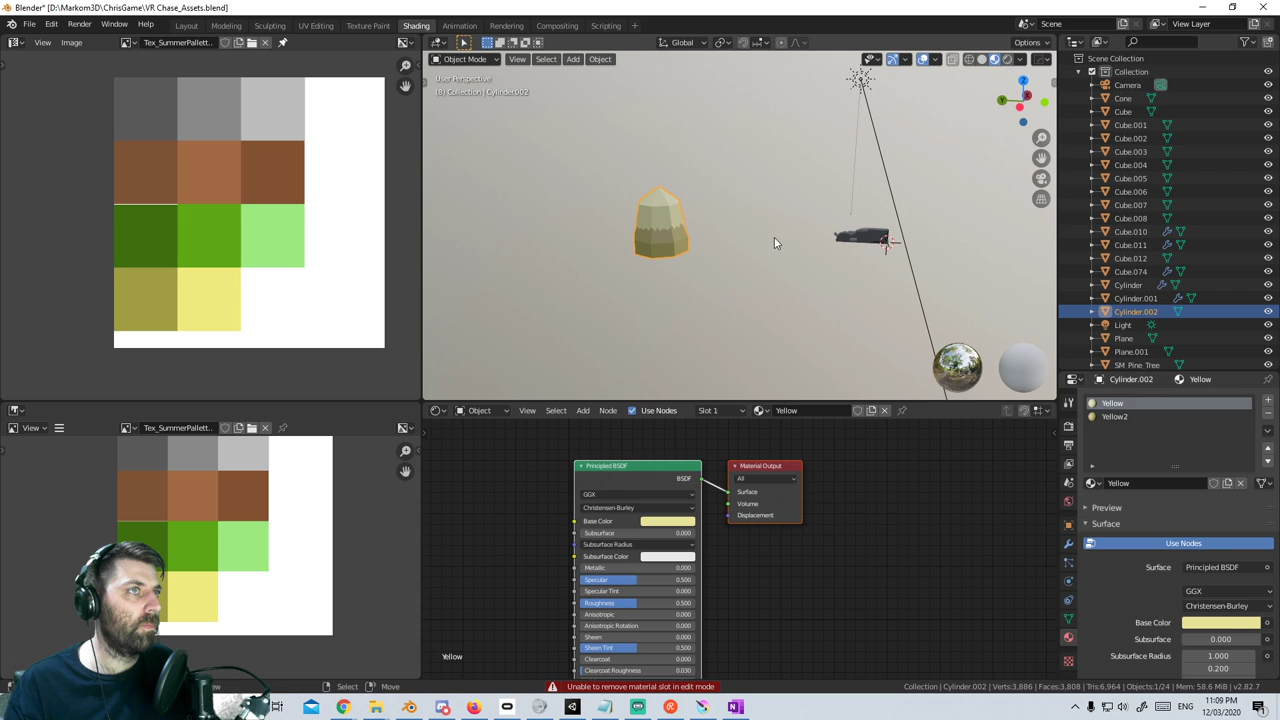 Blender* [D:\Markom3D\ChrisGame\VR Chase_Assets.blend]
File Edit Render Window Help Layout Modeling Sculpting UV Editing Texture Paint Shading Animation Rendering Compositing Scripting Scene View Layer
View Image Tex_SummerPalett... Global Options
Object Mode View Select Add Object
User Perspective
(8) Collection | Cylinder.002
Z
Y
X
Scene Collection
Collection
Camera
Cone
Cube
Cube.001
Cube.002
Cube.003
Cube.004
Cube.005
Cube.006
Cube.007
Cube.008
Cube.010
Cube.011
Cube.012
Cube.074
Cylinder
Cylinder.001
Cylinder.002
Light
Plane
Plane.001
SM_Pine_Tree
Cylinder.002 Yellow
Yellow
Yellow2
Yellow
Preview
Surface
Use Nodes
Surface Principled BSDF
GGX
Christensen-Burley
Base Color
Subsurface 0.000
Subsurface Radius 1.000
0.200
View Tex_SummerPallett...
Object View Select Add Node Use Nodes Slot 1 Yellow
Principled BSDF
BSDF
GGX
Christensen-Burley
Base Color
Subsurface 0.000
Subsurface Radius
Subsurface Color
Metallic 0.000
Specular 0.500
Specular Tint 0.000
Roughness 0.500
Anisotropic 0.000
Anisotropic Rotation 0.000
Sheen 0.000
Sheen Tint 0.500
Clearcoat 0.000
Clearcoat Roughness 0.030
Material Output
All
Surface
Volume
Displacement
Yellow
Select Move Unable to remove material slot in edit mode Collection | Cylinder.002 | Verts:3,886 | Faces:3,808 | Tris:6,964 | Objects:1/24 | Mem: 58.6 MiB | v2.82.7
ENG 11:09 PM
12/03/2020